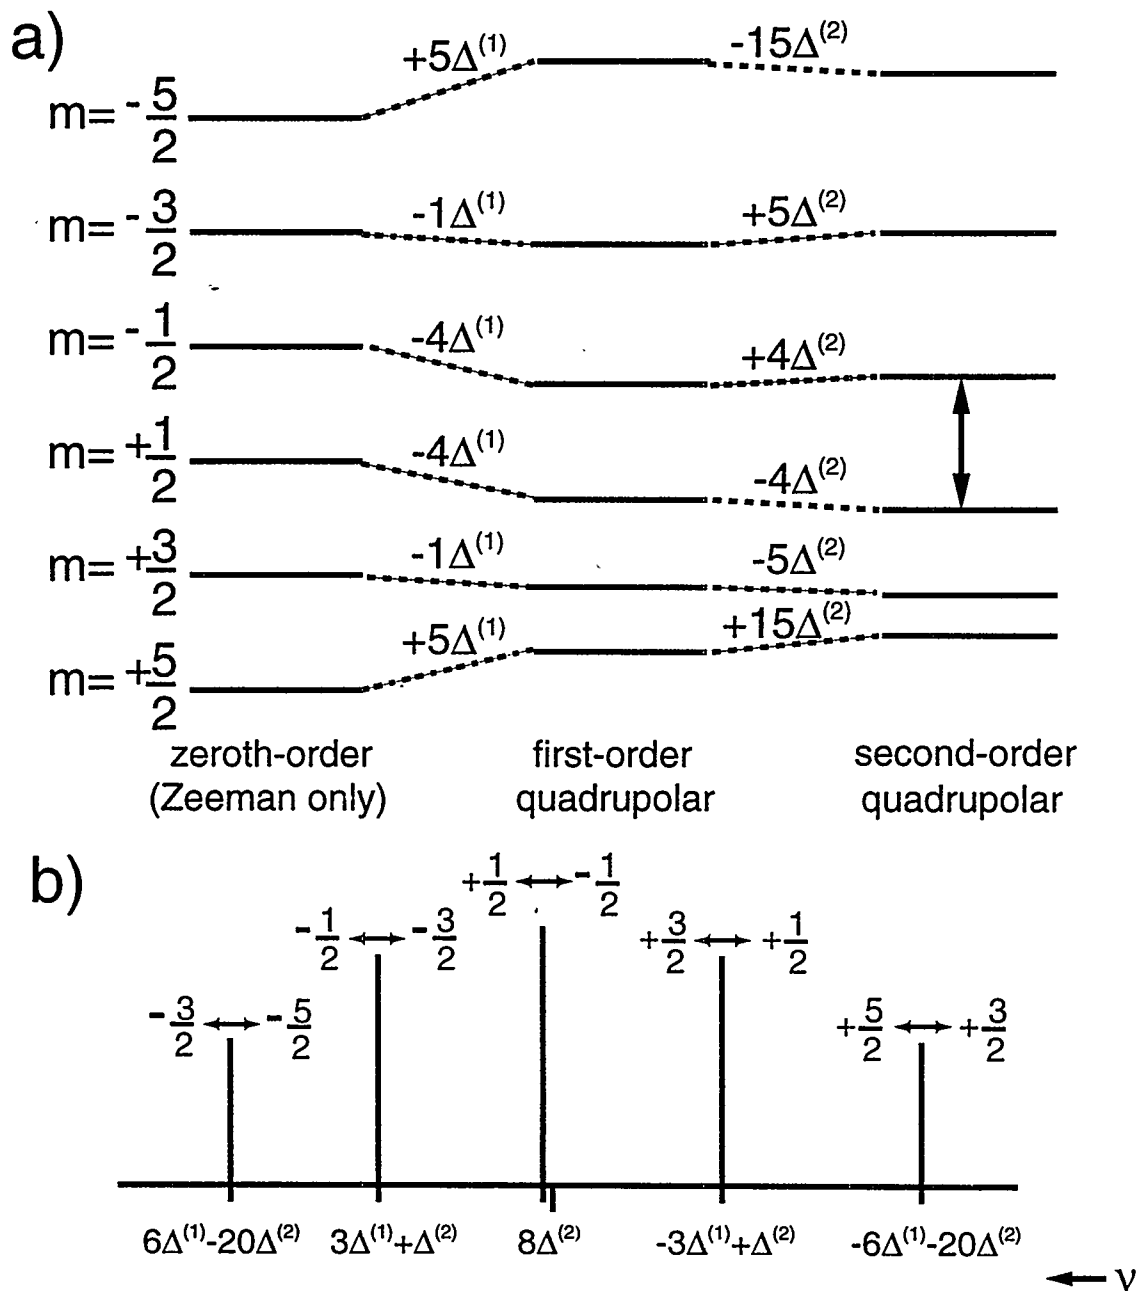 a)
+5Δ(1)
-15Δ(2)
m= -5/2
-1Δ(1)
+5Δ(2)
m= -3/2
-4Δ(1)
+4Δ(2)
m= -1/2
-4Δ(1)
-4Δ(2)
m= +1/2
-1Δ(1)
-5Δ(2)
m= +3/2
+5Δ(1)
+15Δ(2)
m= +5/2
zeroth-order
(Zeeman only)
first-order
quadrupolar
second-order
quadrupolar
b)
+1/2 ↔ -1/2
-1/2 ↔ -3/2
+3/2 ↔ +1/2
-3/2 ↔ -5/2
+5/2 ↔ +3/2
6Δ(1)-20Δ(2)
3Δ(1)+Δ(2)
8Δ(2)
-3Δ(1)+Δ(2)
-6Δ(1)-20Δ(2)
← ν